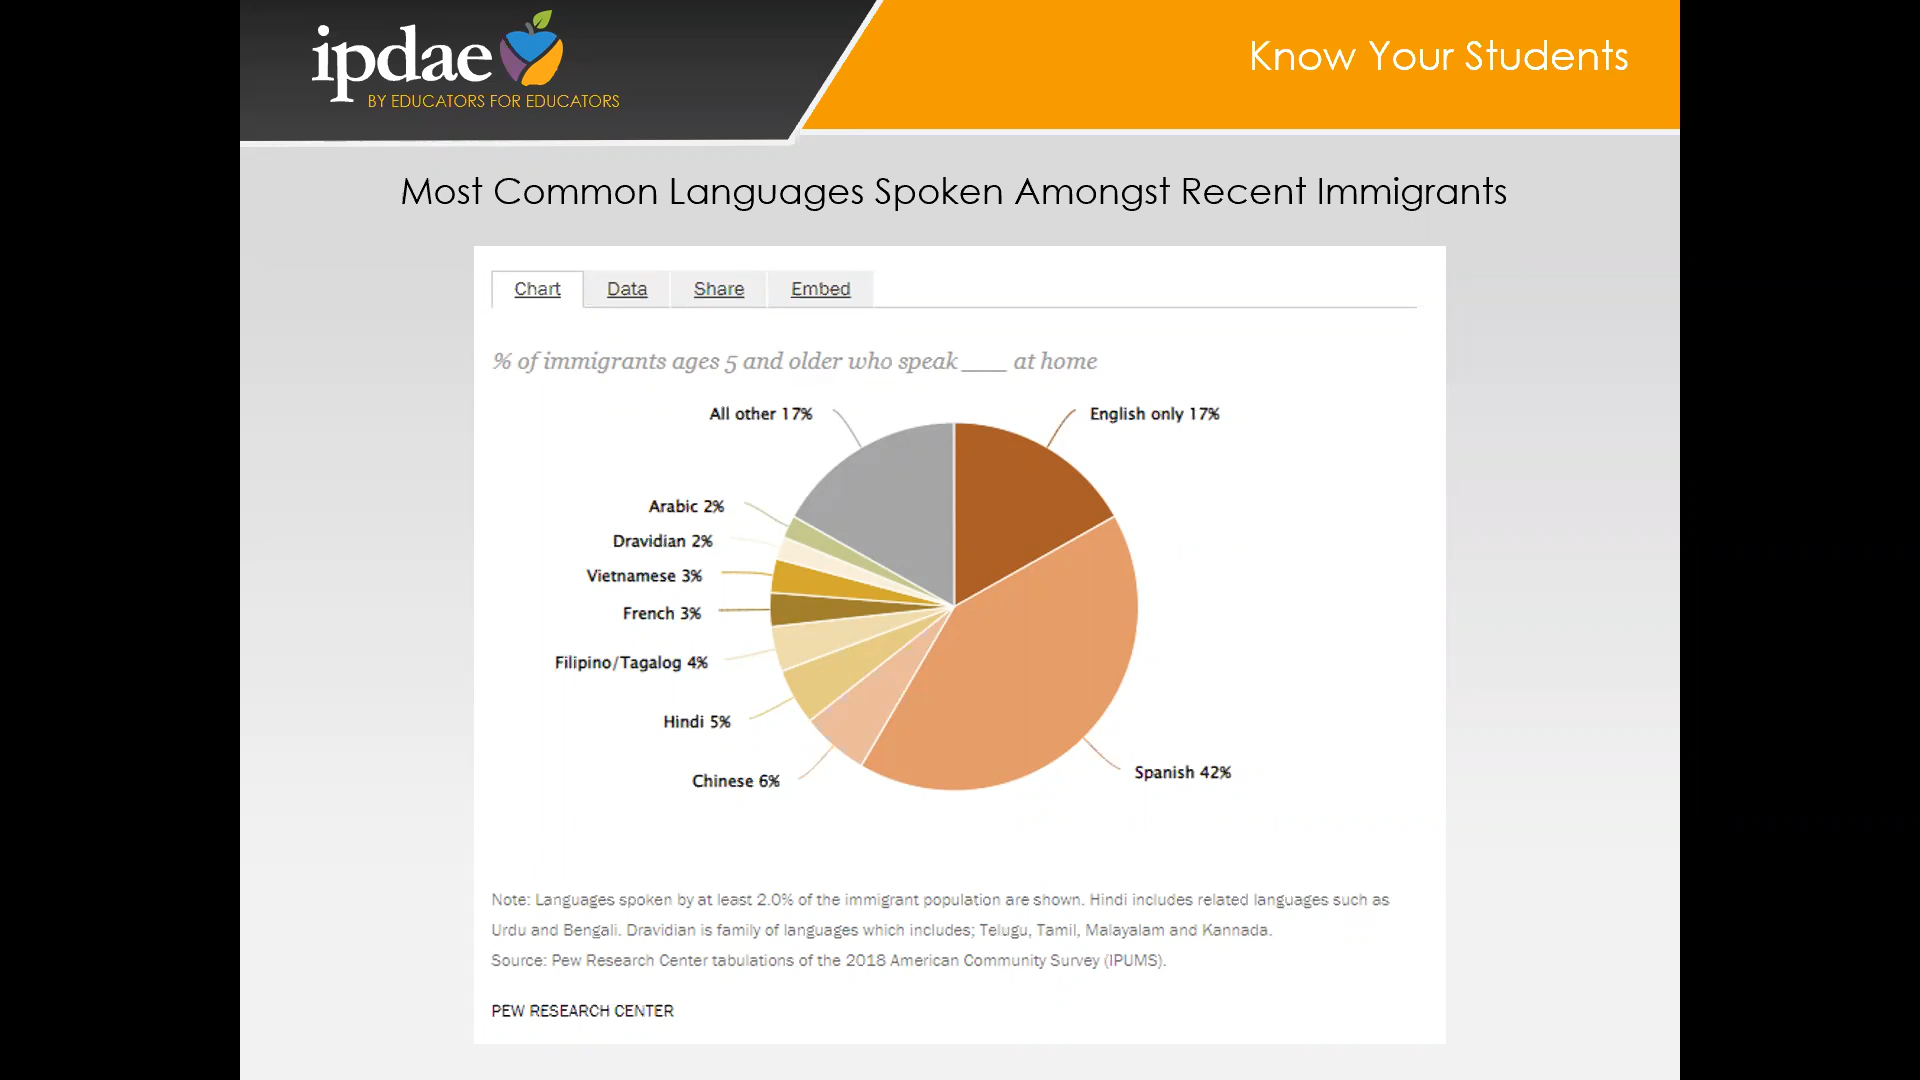 ipdae
BY EDUCATORS FOR EDUCATORS
Know Your Students
Most Common Languages Spoken Amongst Recent Immigrants
Chart Data Share Embed
% of immigrants ages 5 and older who speak ____ at home
All other 17%
English only 17%
Arabic 2%
Dravidian 2%
Vietnamese 3%
French 3%
Filipino/Tagalog 4%
Hindi 5%
Chinese 6%
Spanish 42%
Note: Languages spoken by at least 2.0% of the immigrant population are shown. Hindi includes related languages such as
Urdu and Bengali. Dravidian is family of languages which includes; Telugu, Tamil, Malayalam and Kannada.
Source: Pew Research Center tabulations of the 2018 American Community Survey (IPUMS).
PEW RESEARCH CENTER